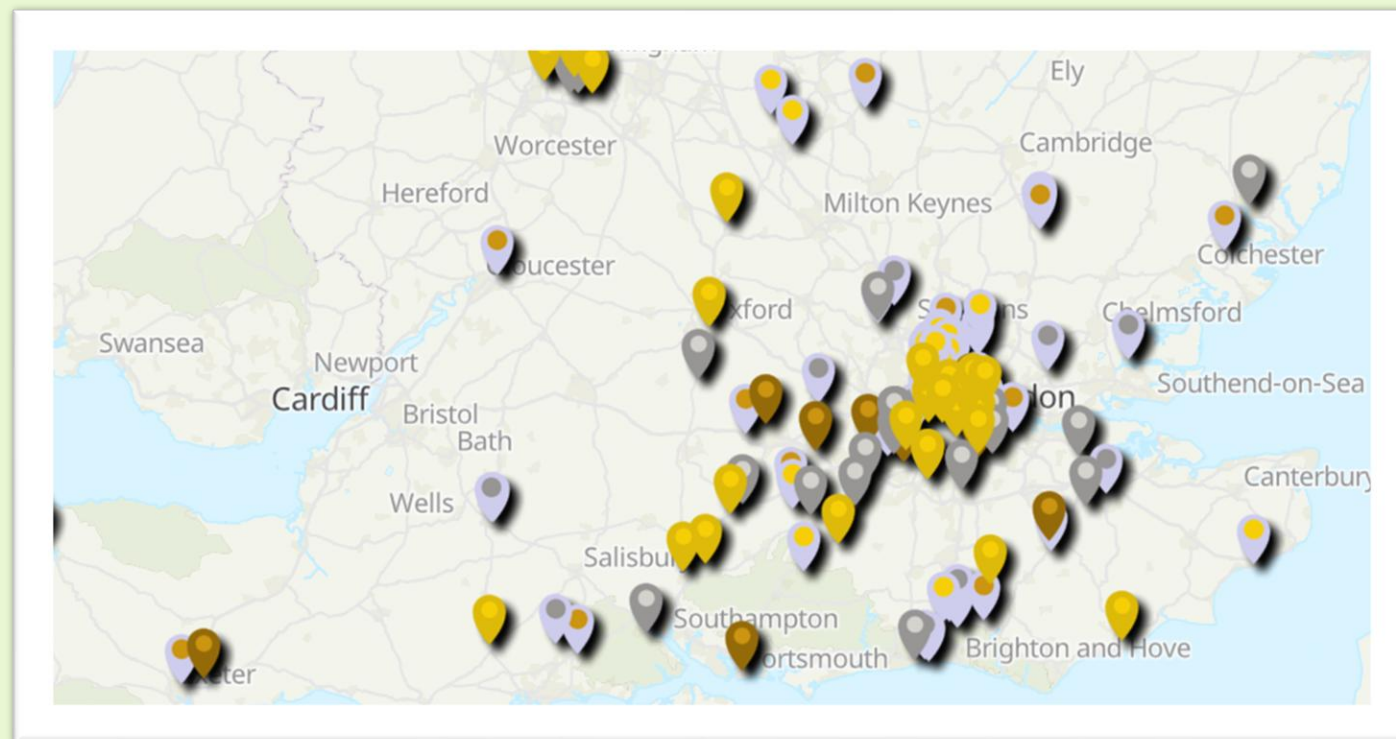 Ely
Worcester
Cambridge
Hereford
Milton Keynes
Colchester
Chelmsford
Swansea
Newport
Southend-on-Sea
Cardiff
Bristol
Bath
Canterbury
Wells
Southampton
Brighton and Hove